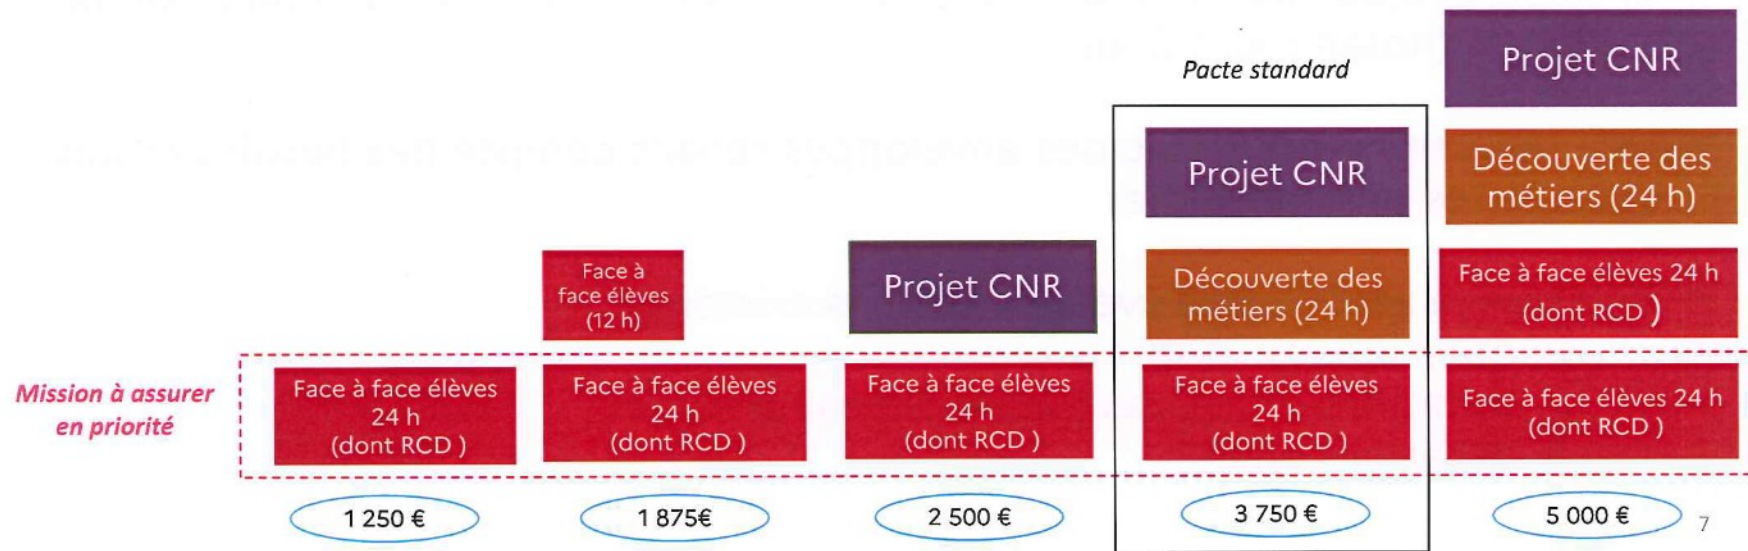 Projet CNR
Pacte standard
Projet CNR
Découverte des
métiers (24 h)
Face à
face élèves
(12 h)
Projet CNR
Découverte des
métiers (24 h)
Face à face élèves 24 h
(dont RCD )
Mission à assurer
en priorité
Face à face élèves
24 h
(dont RCD )
Face à face élèves
24 h
(dont RCD )
Face à face élèves
24 h
(dont RCD )
Face à face élèves
24 h
(dont RCD )
Face à face élèves 24 h
(dont RCD )
1 250 €
1 875€
2 500 €
3 750 €
5 000 €
7